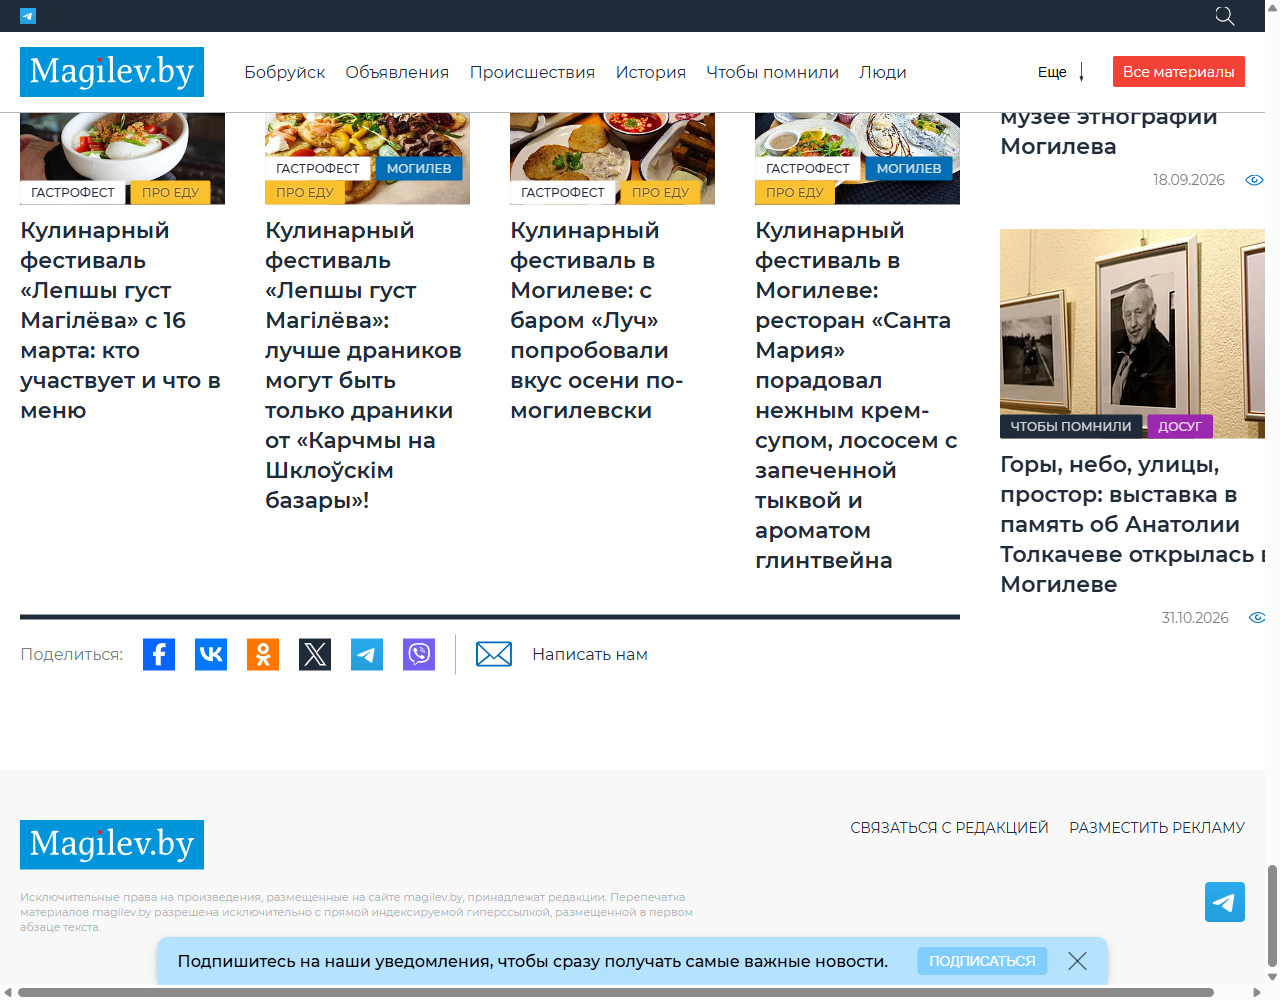 Magilev.by
Бобруйск Объявления Происшествия История Чтобы помнили Люди
Еще
Все материалы
ГАСТРОФЕСТ ПРО ЕДУ
Кулинарный
фестиваль
«Лепшы густ
Магілёва» с 16
марта: кто
участвует и что в
меню
ГАСТРОФЕСТ МОГИЛЕВ
ПРО ЕДУ
Кулинарный
фестиваль
«Лепшы густ
Магілёва»:
лучше драников
могут быть
только драники
от «Карчмы на
Шклоўскім
базары»!
ГАСТРОФЕСТ ПРО ЕДУ
Кулинарный
фестиваль в
Могилеве: с
баром «Луч»
попробовали
вкус осени по-
могилевски
ГАСТРОФЕСТ МОГИЛЕВ
ПРО ЕДУ
Кулинарный
фестиваль в
Могилеве:
ресторан «Санта
Мария»
порадовал
нежным крем-
супом, лососем с
запеченной
тыквой и
ароматом
глинтвейна
музее этнографии
Могилева
18.09.2026
ЧТОБЫ ПОМНИЛИ ДОСУГ
Горы, небо, улицы,
простор: выставка в
память об Анатолии
Толкачеве открылась в
Могилеве
31.10.2026
Поделиться:
Написать нам
Magilev.by
СВЯЗАТЬСЯ С РЕДАКЦИЕЙ РАЗМЕСТИТЬ РЕКЛАМУ
Исключительные права на произведения, размещенные на сайте magilev.by, принадлежат редакции. Перепечатка
материалов magilev.by разрешена исключительно с прямой индексируемой гиперссылкой, размещенной в первом
абзаце текста.
Подпишитесь на наши уведомления, чтобы сразу получать самые важные новости.
ПОДПИСАТЬСЯ